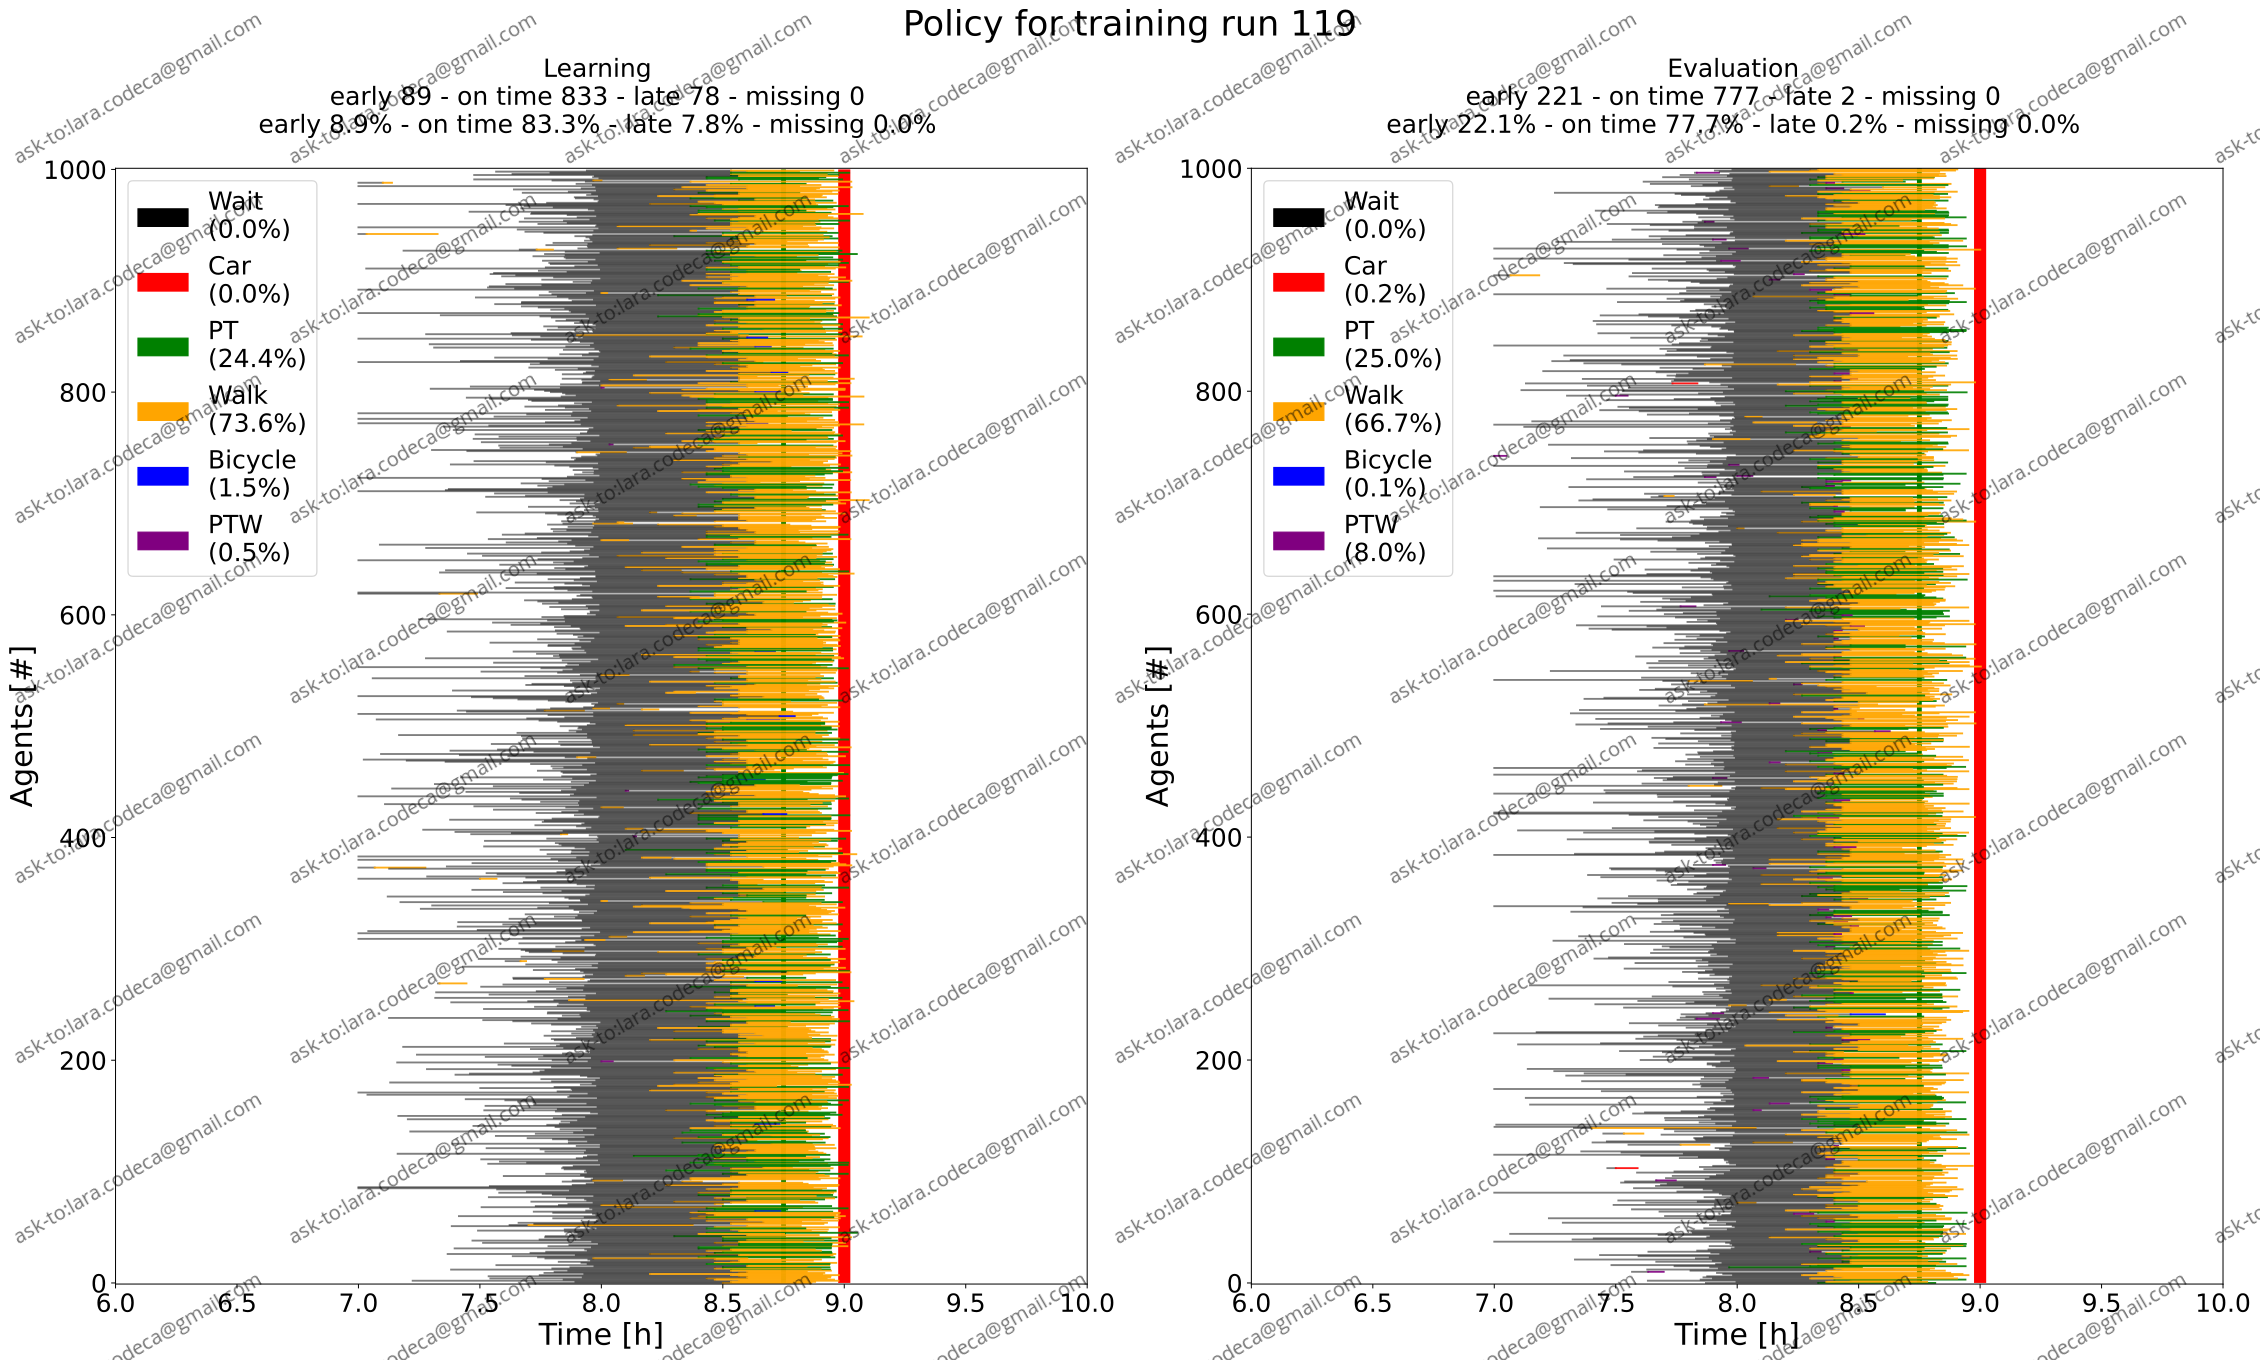 Policy for training run 119
Learning
early 89 - on time 833 - late 78 - missing 0
early 8.9% - on time 83.3% - late 7.8% - missing 0.0%
Wait
(0.0%)
Car
(0.0%)
PT
(24.4%)
Walk
(73.6%)
Bicycle
(1.5%)
PTW
(0.5%)
Agents [#]
1000
800
600
400
200
0
6.0 6.5 7.0 7.5 8.0 8.5 9.0 9.5 10.0
Time [h]
Evaluation
early 221 - on time 777 - late 2 - missing 0
early 22.1% - on time 77.7% - late 0.2% - missing 0.0%
Wait
(0.0%)
Car
(0.2%)
PT
(25.0%)
Walk
(66.7%)
Bicycle
(0.1%)
PTW
(8.0%)
Agents [#]
1000
800
600
400
200
0
6.0 6.5 7.0 7.5 8.0 8.5 9.0 9.5 10.0
Time [h]
ask-to:lara.codeca@gmail.com